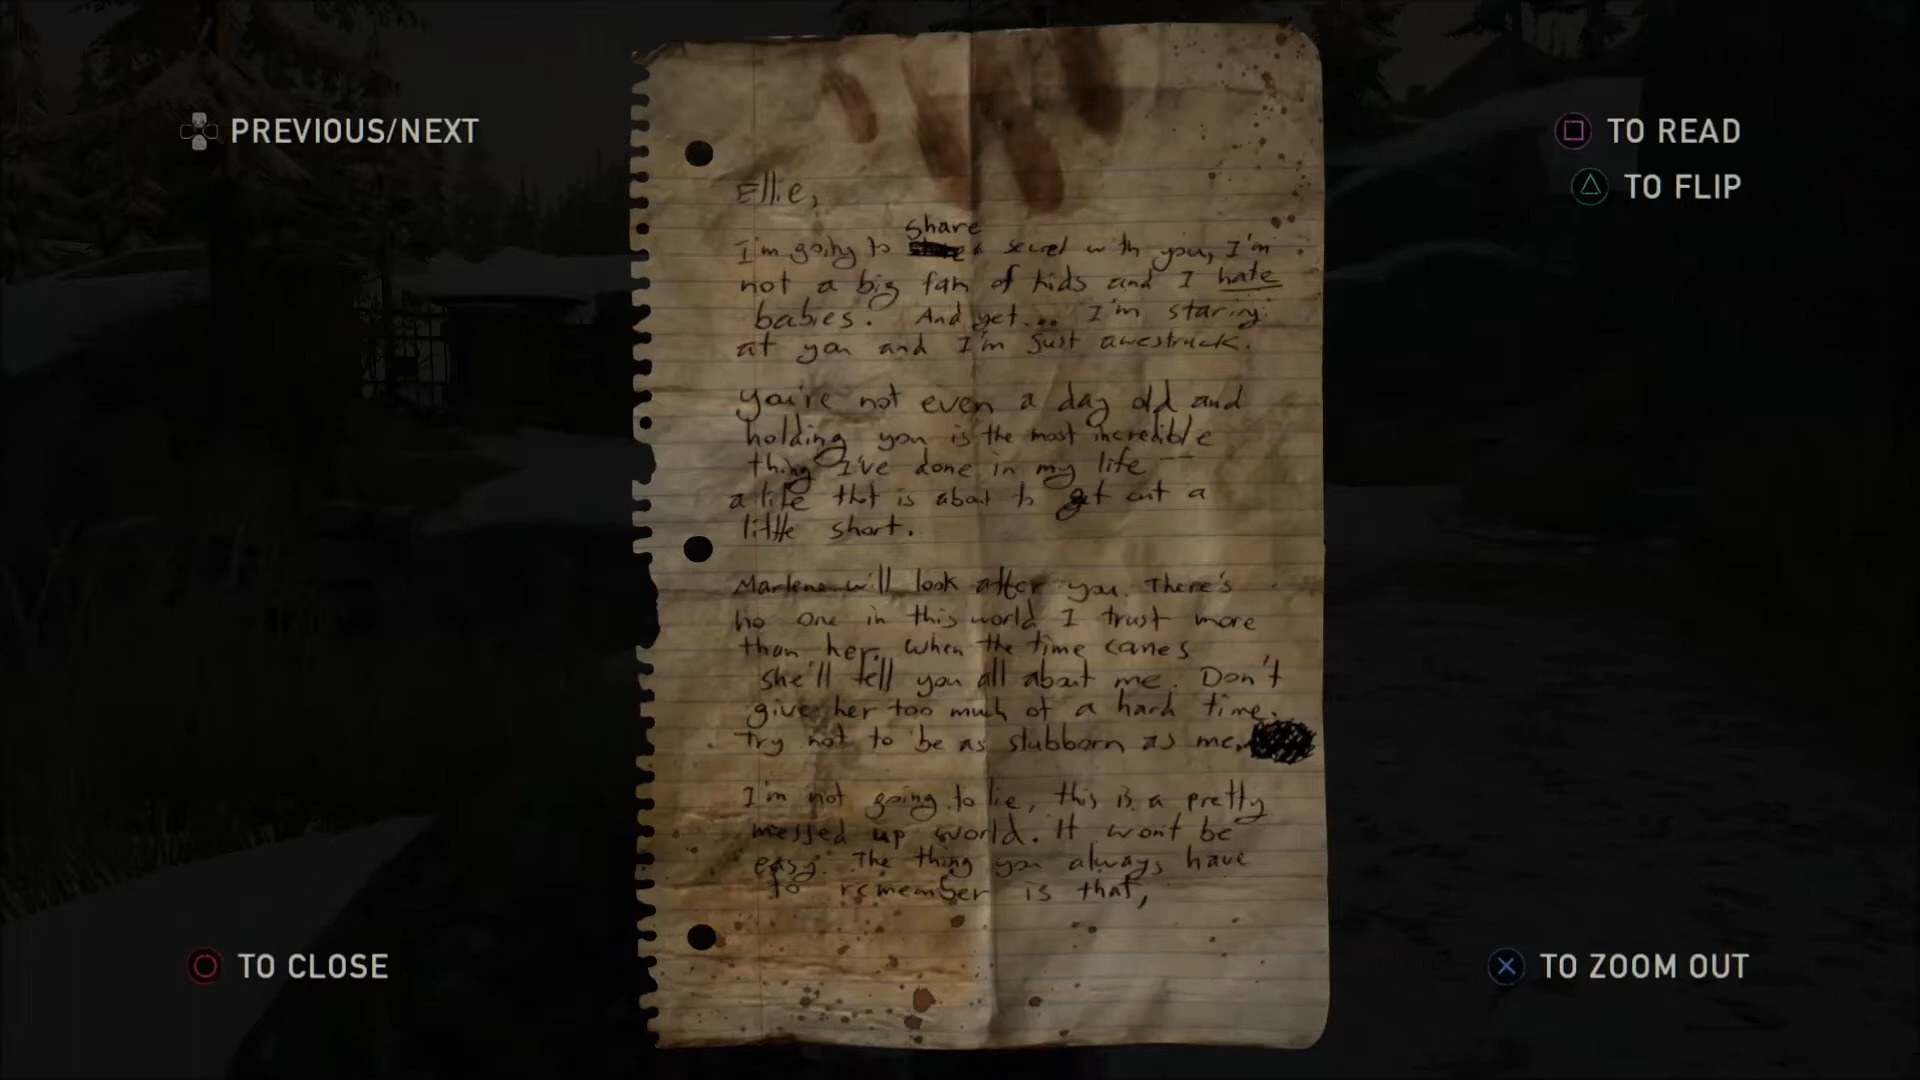 PREVIOUS/NEXT
TO READ
TO FLIP
Ellie,
share
I'm going to a secret with you, I'm
not a big fan of kids and I hate
babies. And yet... I'm staring
at you and I'm just awestruck.
You're not even a day old and
holding you is the most incredible
thing I've done in my life —
a life that is about to get cut a
little short.
Marlene will look after you. There's
no one in this world I trust more
than her. When the time comes
she'll tell you all about me. Don't
give her too much of a hard time.
Try not to be as stubborn as me.
I'm not going to lie, this is a pretty
messed up world. It won't be
easy. The thing you always have
to remember is that,
TO CLOSE
TO ZOOM OUT